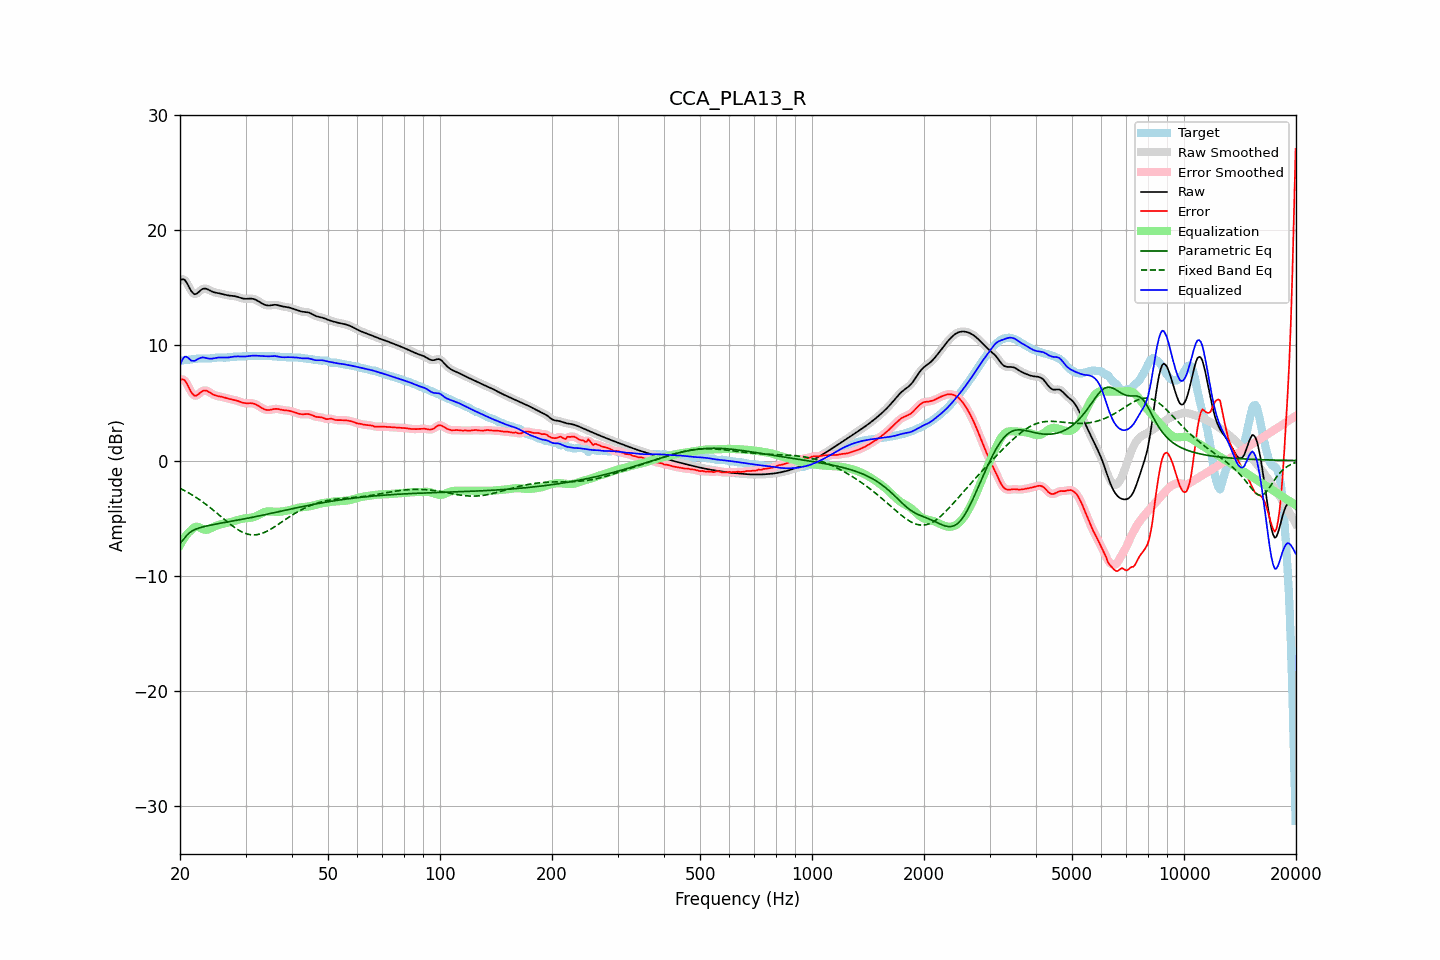 CCA_PLA13_R
Amplitude (dBr)
30
20
10
0
−10
−20
−30
Target
Raw Smoothed
Error Smoothed
Raw
Error
Equalization
Parametric Eq
Fixed Band Eq
Equalized
20
50
100
200
500
1000
2000
5000
10000
20000
Frequency (Hz)